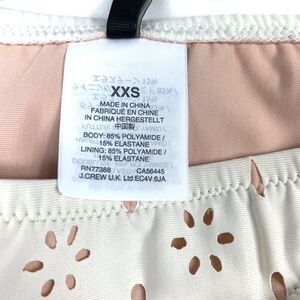 XXS
MADE IN CHINA
FABRIQUÉ EN CHINE
IN CHINA HERGESTELLT
中国製
BODY: 85% POLYAMIDE /
15% ELASTANE
LINING: 85% POLYAMIDE /
15% ELASTANE
RN77388 CA56445
J.CREW U.K. Ltd EC4V 6JA